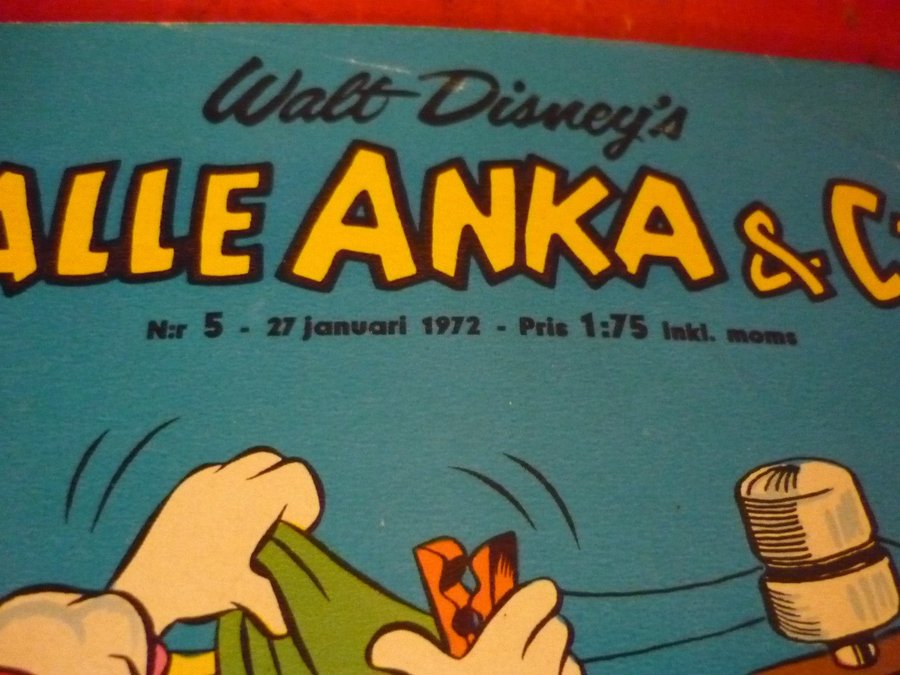 Walt Disney's
ALLE ANKA & C
N:r 5 - 27 januari 1972 - Pris 1:75 inkl. moms